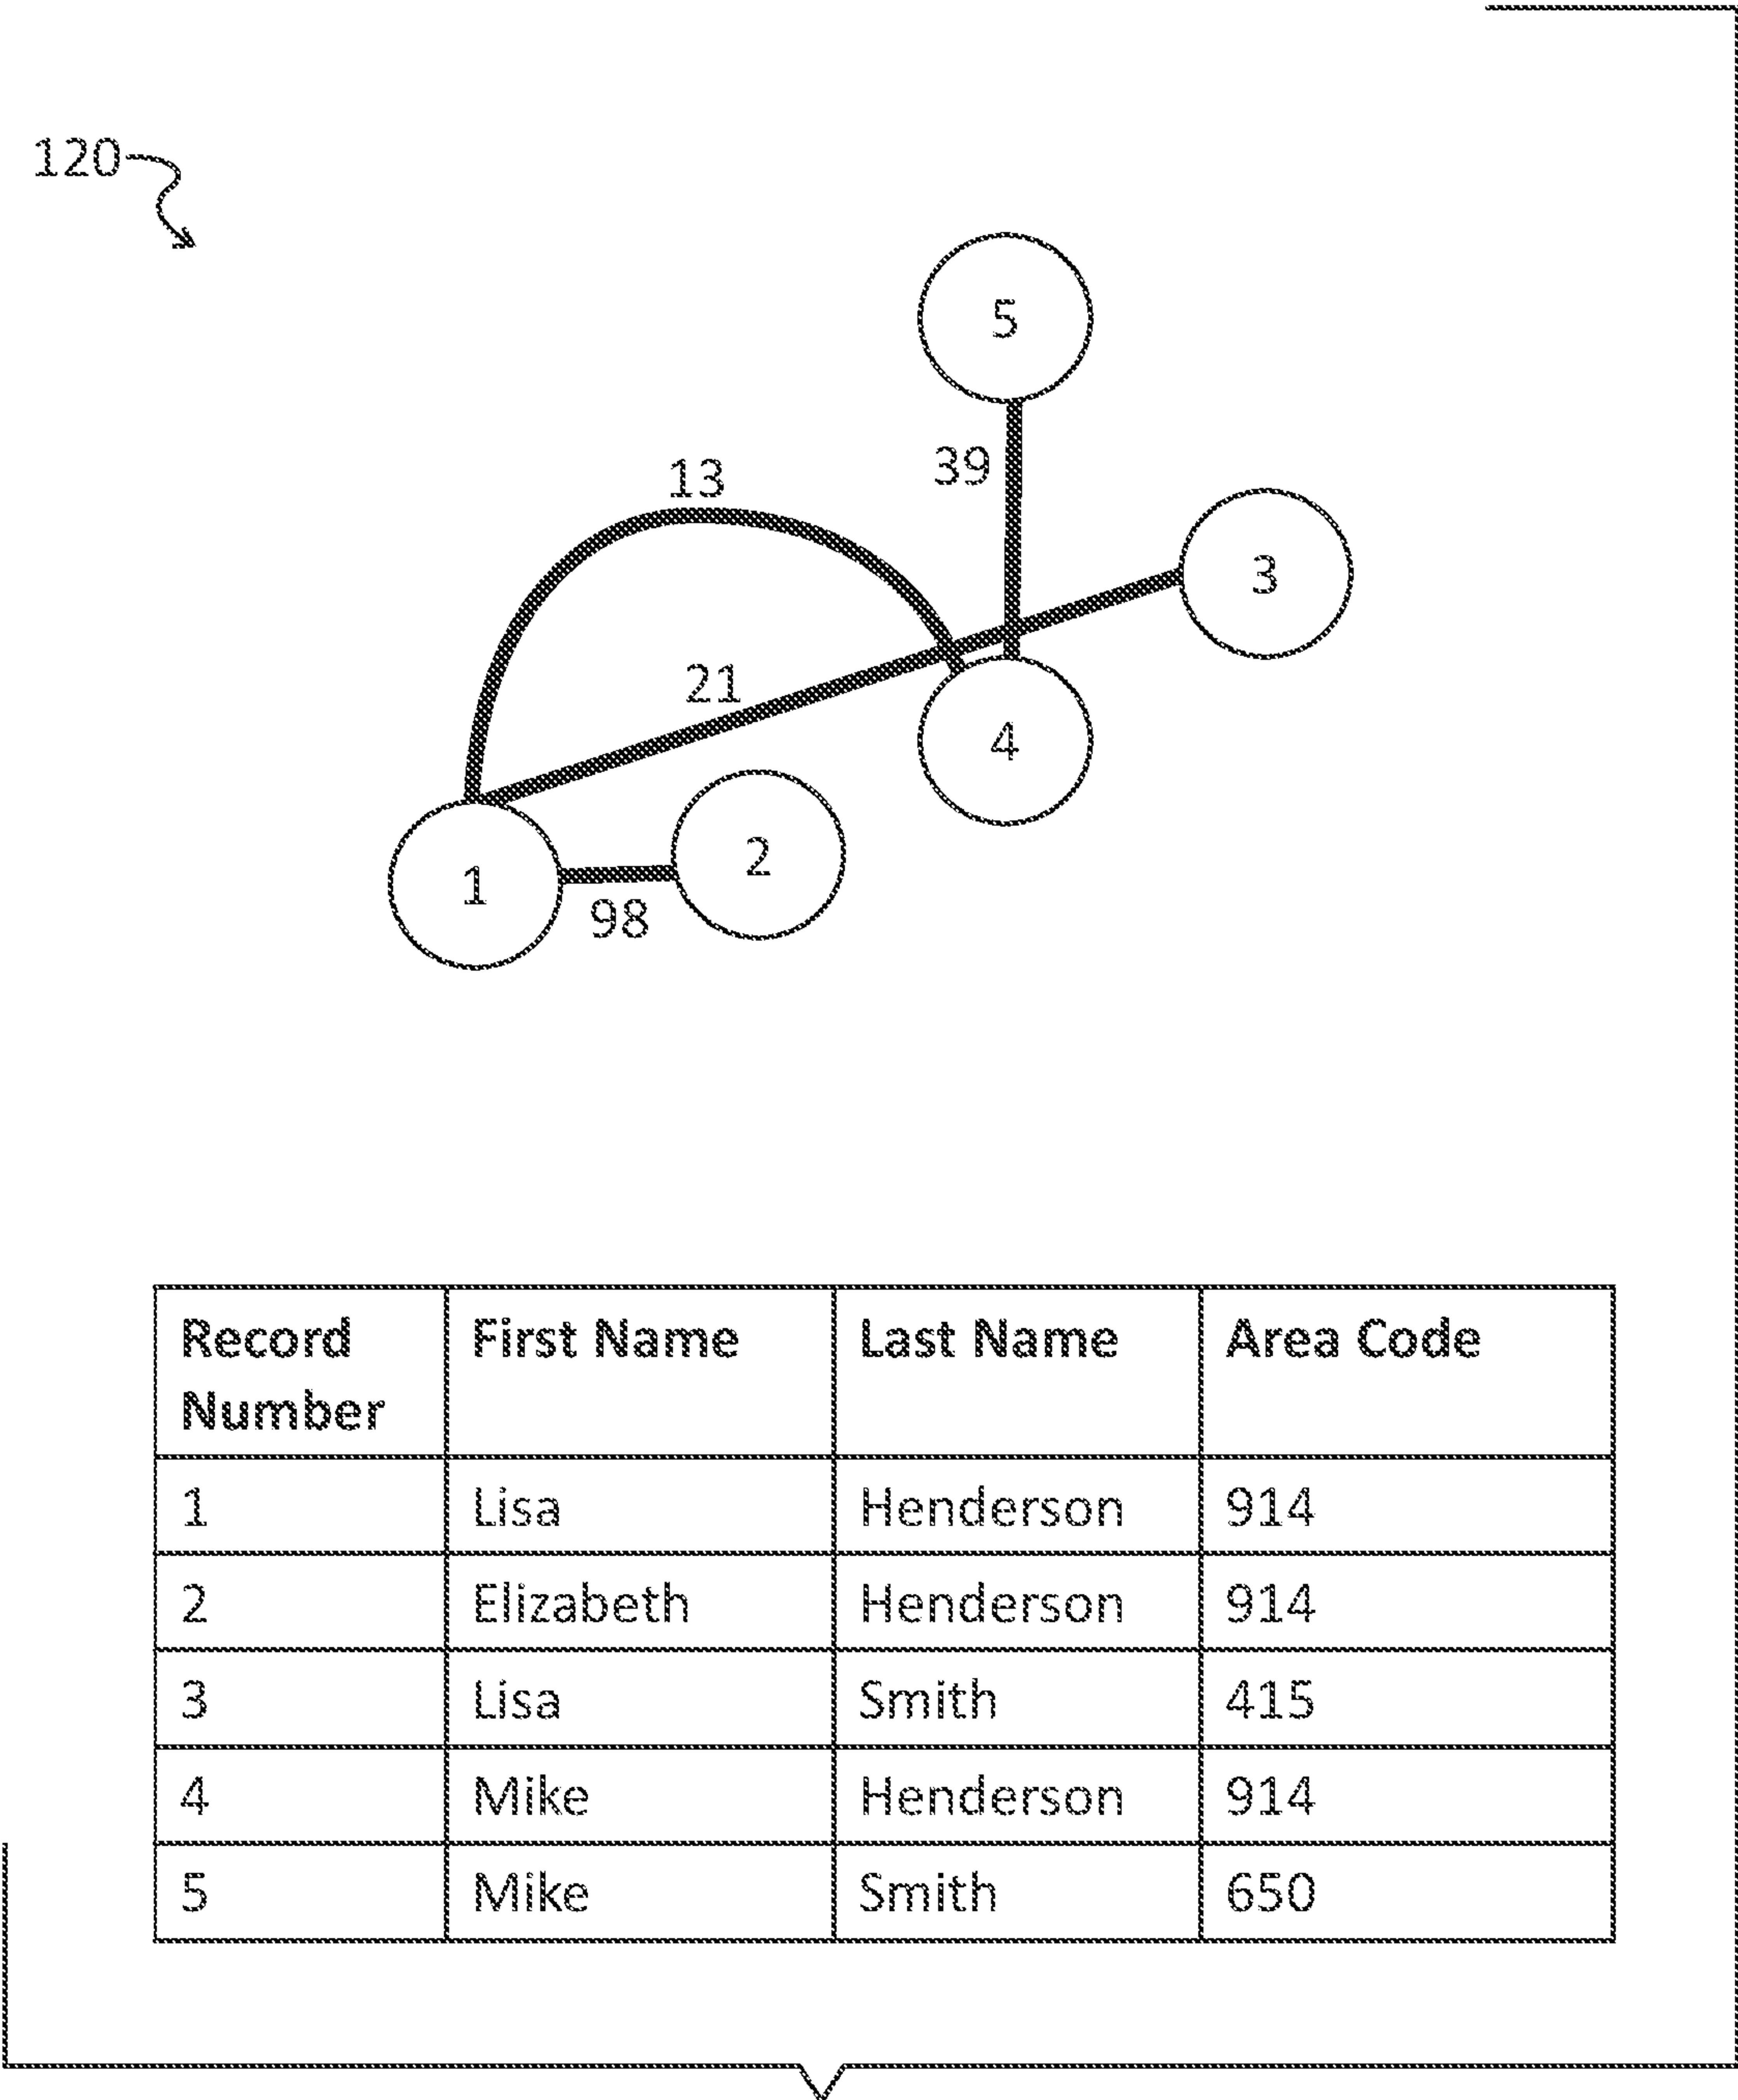 120
5
13
39
3
21
4
1
2
98
Record Number First Name Last Name Area Code
1 Lisa Henderson 914
2 Elizabeth Henderson 914
3 Lisa Smith 415
4 Mike Henderson 914
5 Mike Smith 650